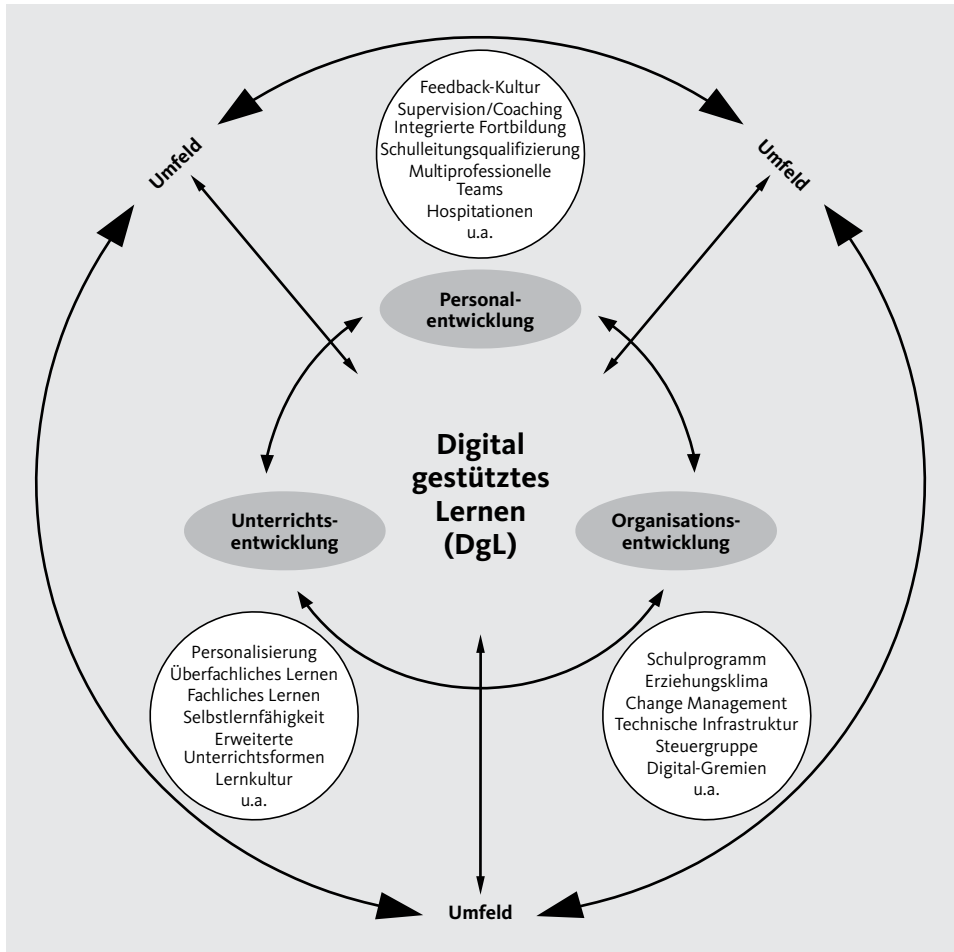 Feedback-Kultur
Supervision/Coaching
Integrierte Fortbildung
Schulleitungsqualifizierung
Multiprofessionelle
Teams
Hospitationen
u.a.
Umfeld
Umfeld
Personal-
entwicklung
Digital
gestütztes
Lernen
(DgL)
Unterrichts-
entwicklung
Organisations-
entwicklung
Personalisierung
Überfachliches Lernen
Fachliches Lernen
Selbstlernfähigkeit
Erweiterte
Unterrichtsformen
Lernkultur
u.a.
Schulprogramm
Erziehungsklima
Change Management
Technische Infrastruktur
Steuergruppe
Digital-Gremien
u.a.
Umfeld